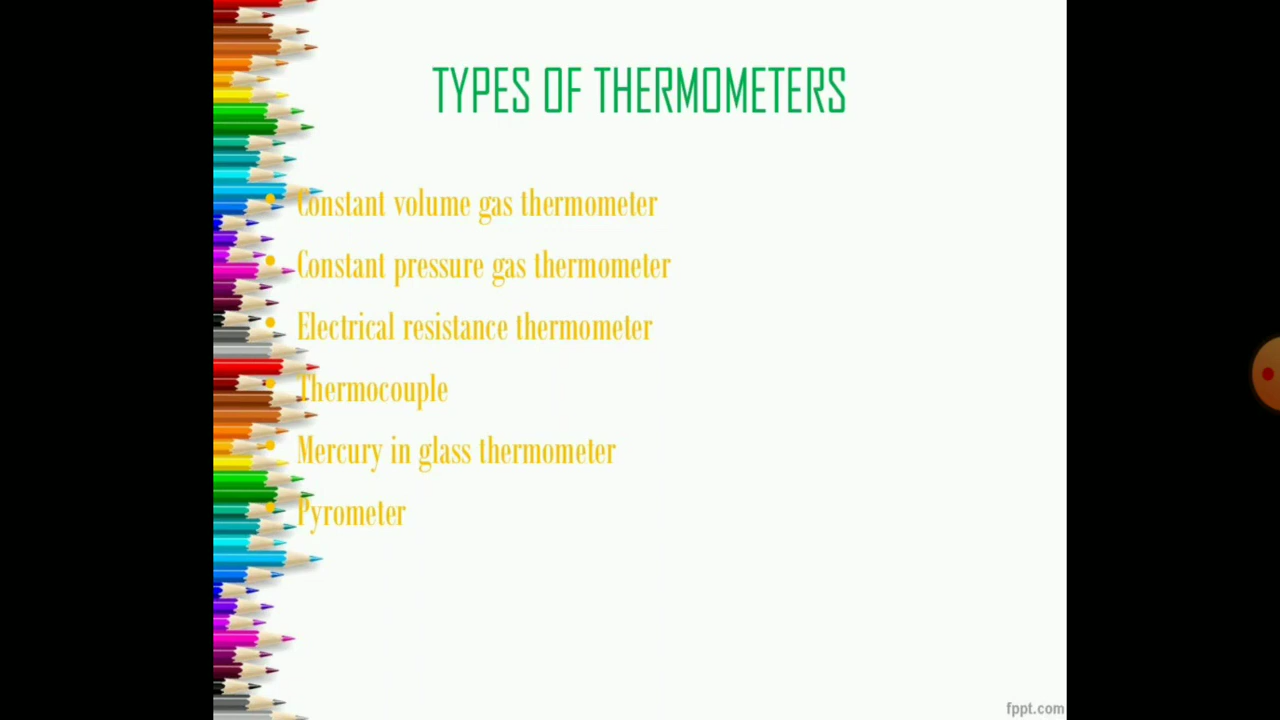 TYPES OF THERMOMETERS
• Constant volume gas thermometer
• Constant pressure gas thermometer
• Electrical resistance thermometer
• Thermocouple
• Mercury in glass thermometer
• Pyrometer
fppt.com